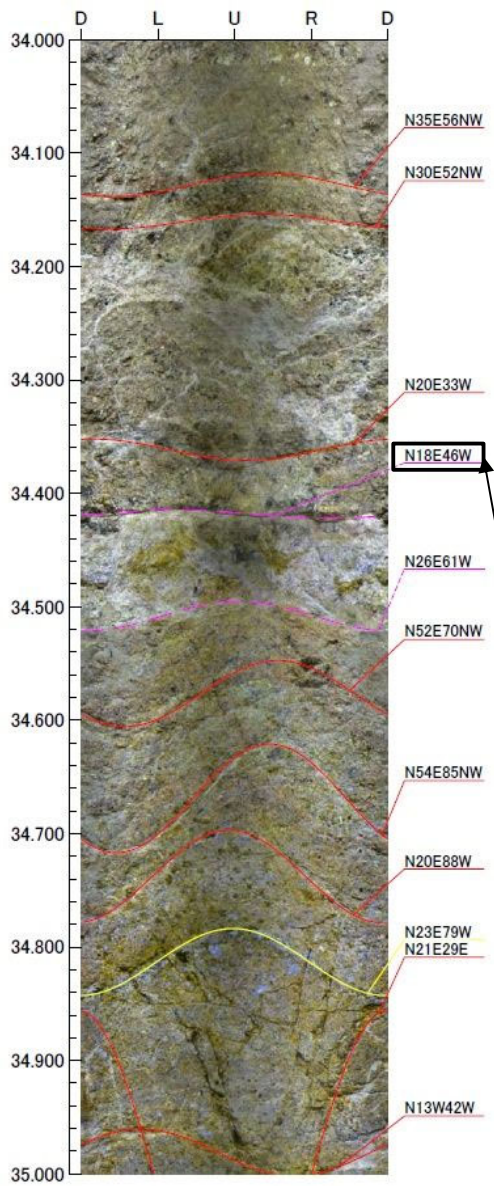 D L U R D
34.000
N35E56NW
34.100
N30E52NW
34.200
34.300
N20E33W
N18E46W
34.400
N26E61W
34.500
N52E70NW
34.600
N54E85NW
34.700
N20E88W
34.800
N23E79W
N21E29E
34.900
N13W42W
35.000